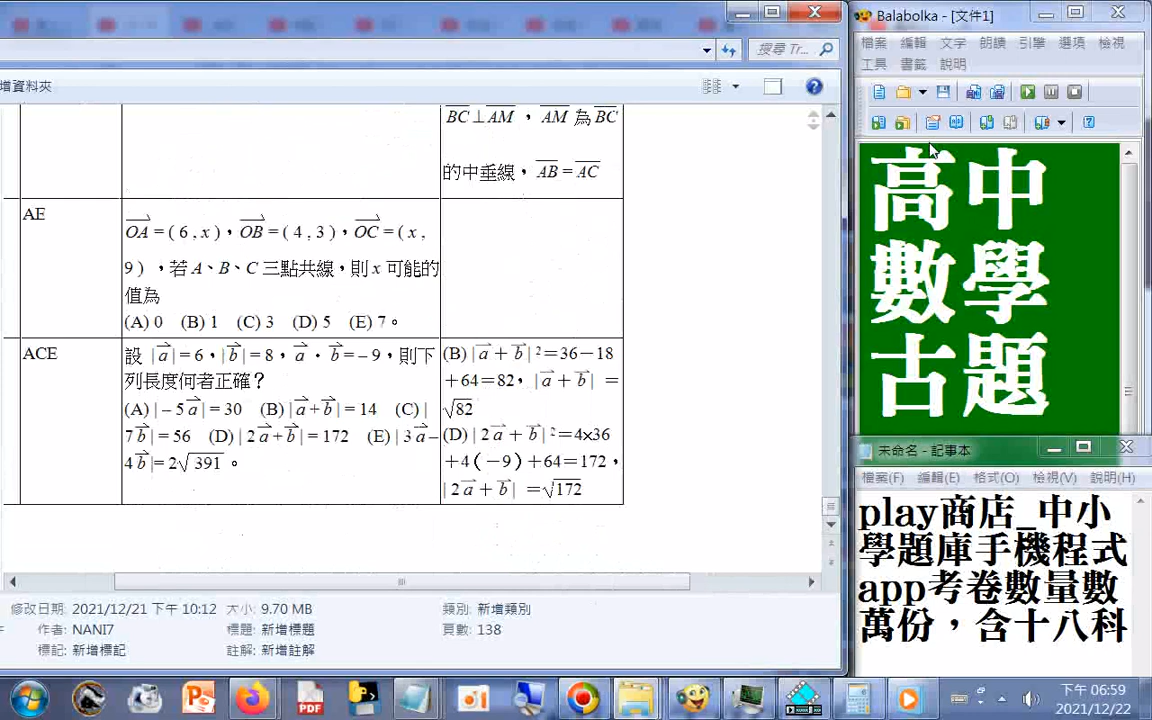 Balabolka - [文件1]
檔案 編輯 文字 朗讀 引擎 選項 檢視
工具 書籤 說明
搜尋 Tr...
增資料夾
BC⊥AM，AM 為 BC
的中垂線，AB = AC
AE
OA = ( 6 , x )，OB = ( 4 , 3 )，OC = ( x ,
9 ) ，若 A、B、C 三點共線，則 x 可能的
值為
(A) 0 (B) 1 (C) 3 (D) 5 (E) 7。
ACE
設 | a | = 6，| b | = 8，a・b = – 9，則下
列長度何者正確？
(A) | – 5 a | = 30 (B) | a + b | = 14 (C) |
7 b | = 56 (D) | 2 a + b | = 172 (E) | 3 a –
4 b | = 2√391。
(B) | a + b | ²＝36－18
＋64＝82，| a + b | ＝
√82
(D) | 2 a + b | ²＝4×36
＋4(－9)＋64＝172，
| 2 a + b | ＝√172
高中
數學
古題
未命名 - 記事本
檔案(F) 編輯(E) 格式(O) 檢視(V) 說明(H)
play商店_中小
學題庫手機程式
app考卷數量數
萬份，含十八科
修改日期: 2021/12/21 下午 10:12 大小: 9.70 MB 類別: 新增類別
作者: NANI7 標題: 新增標題 頁數: 138
標記: 新增標記 註解: 新增註解
下午 06:59
2021/12/22